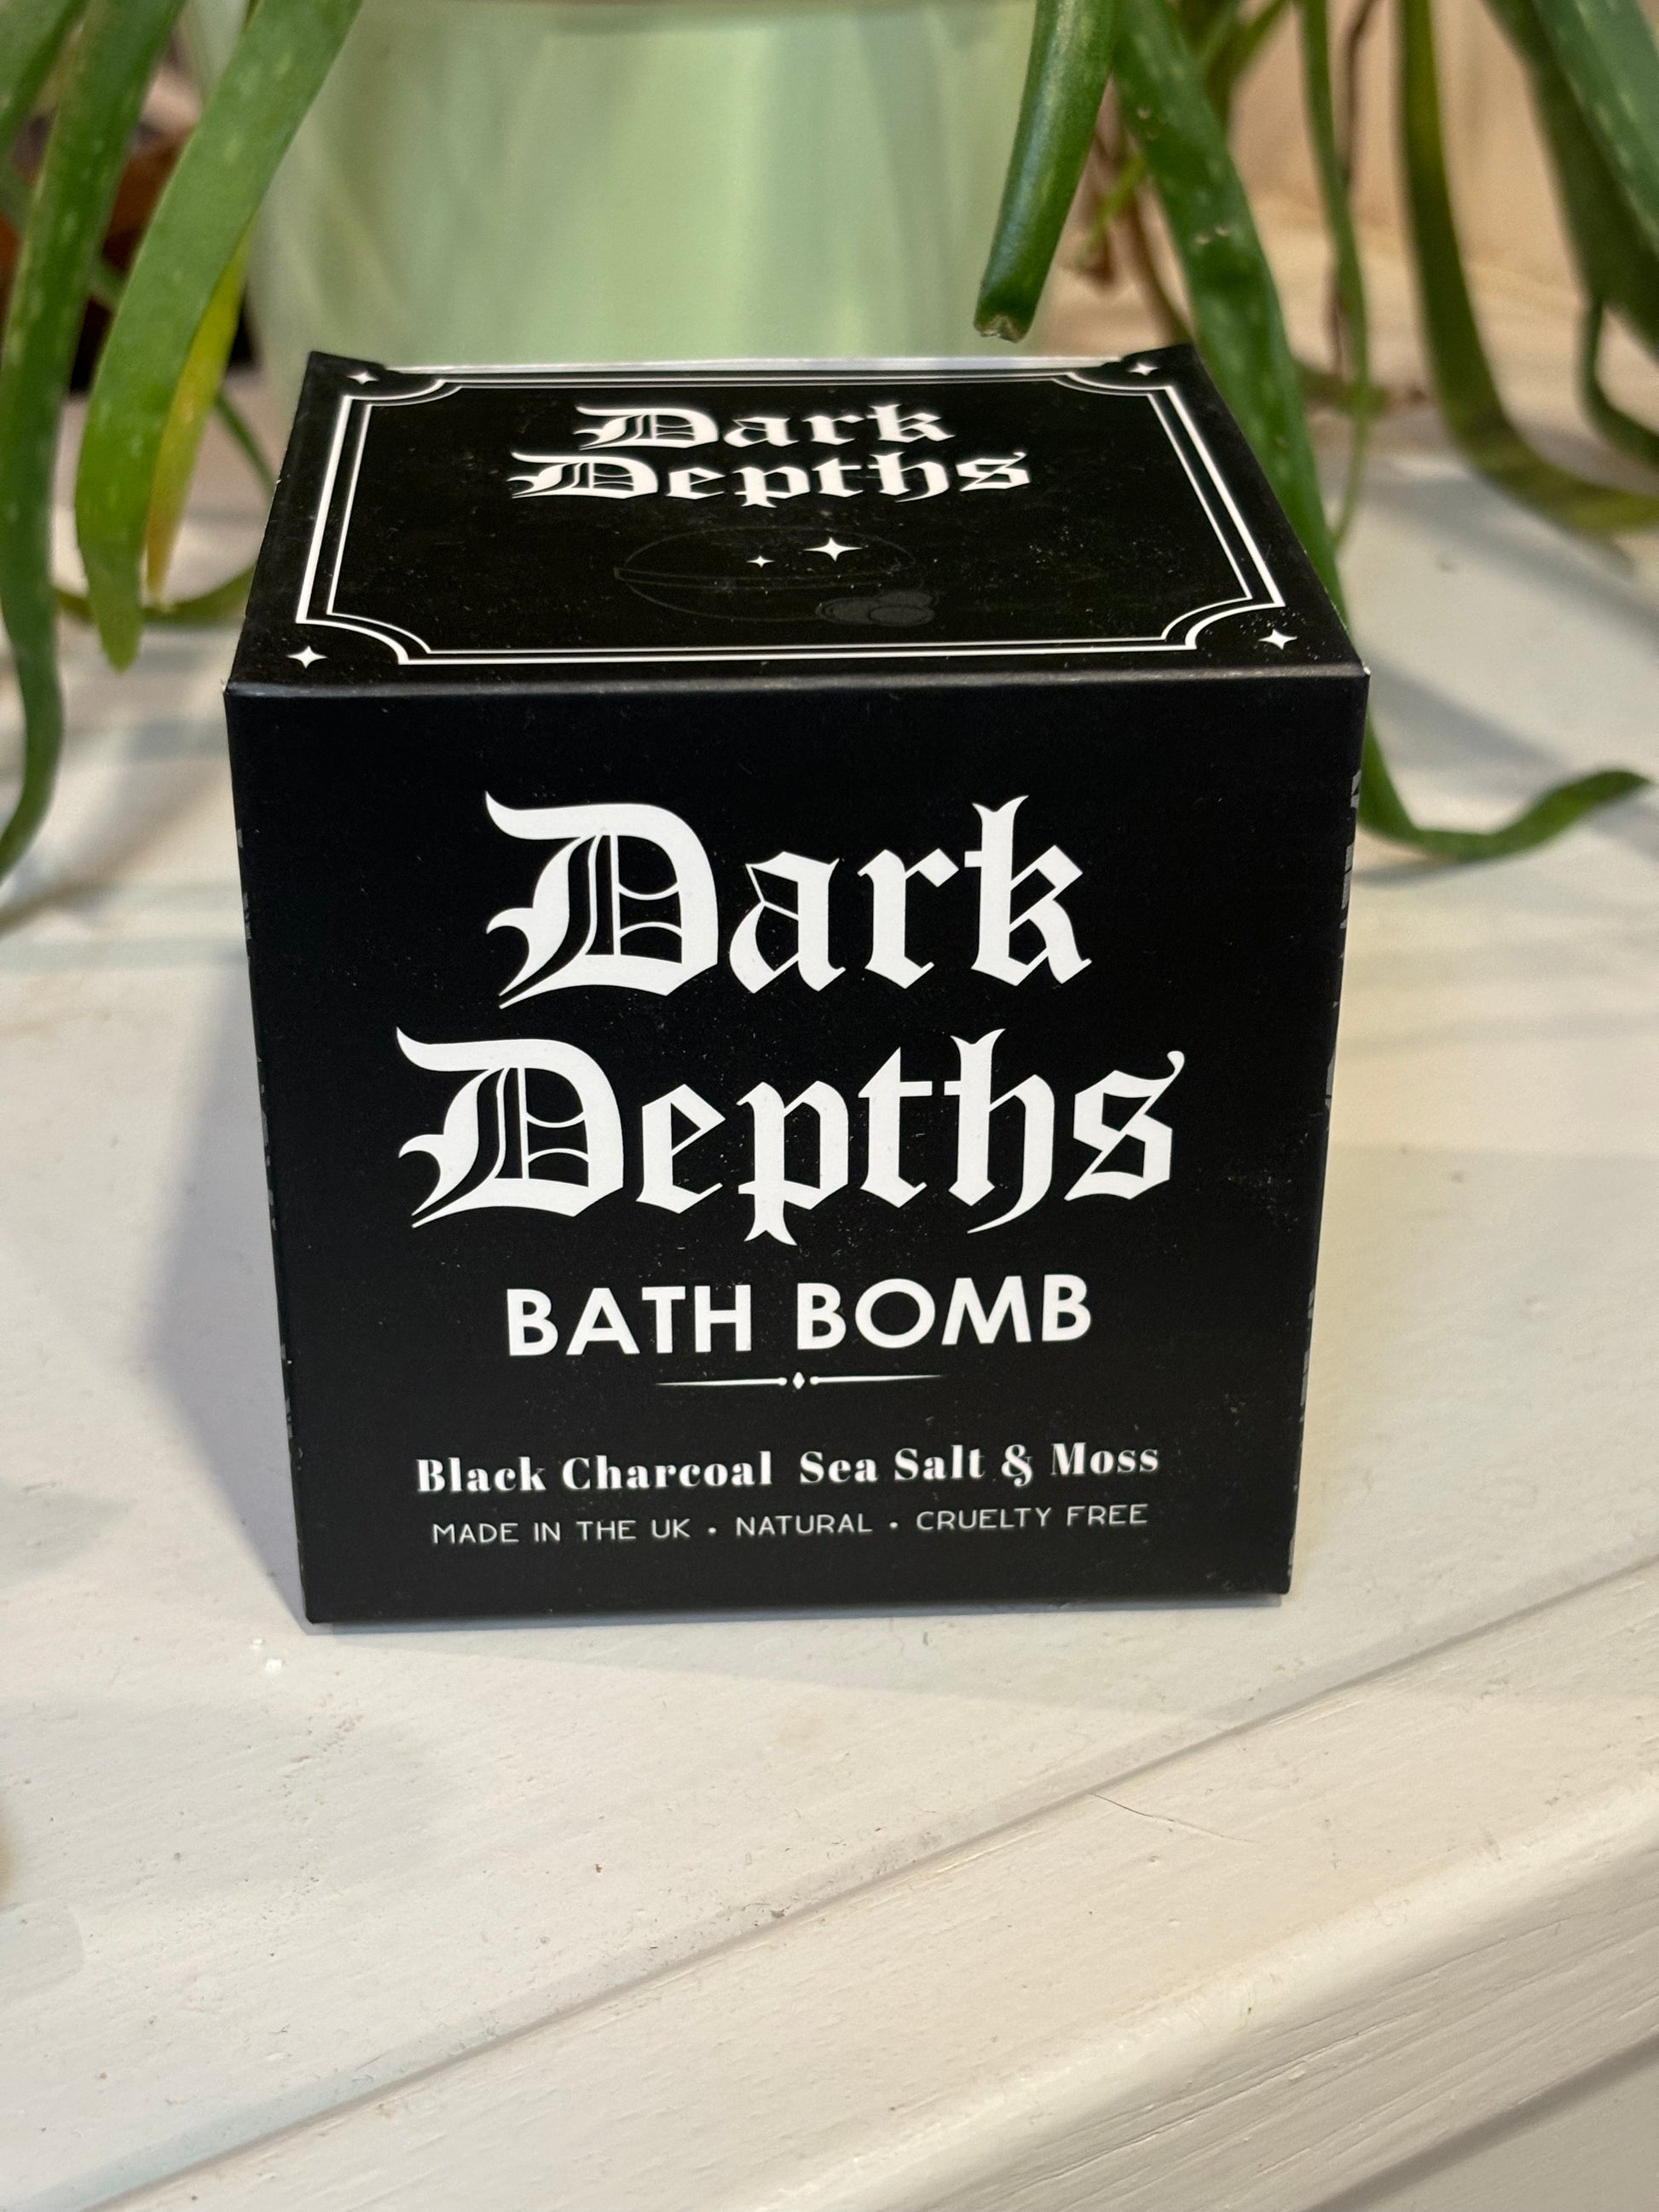 Dark
Depths
Dark
Depths
BATH BOMB
Black Charcoal Sea Salt & Moss
MADE IN THE UK • NATURAL • CRUELTY FREE